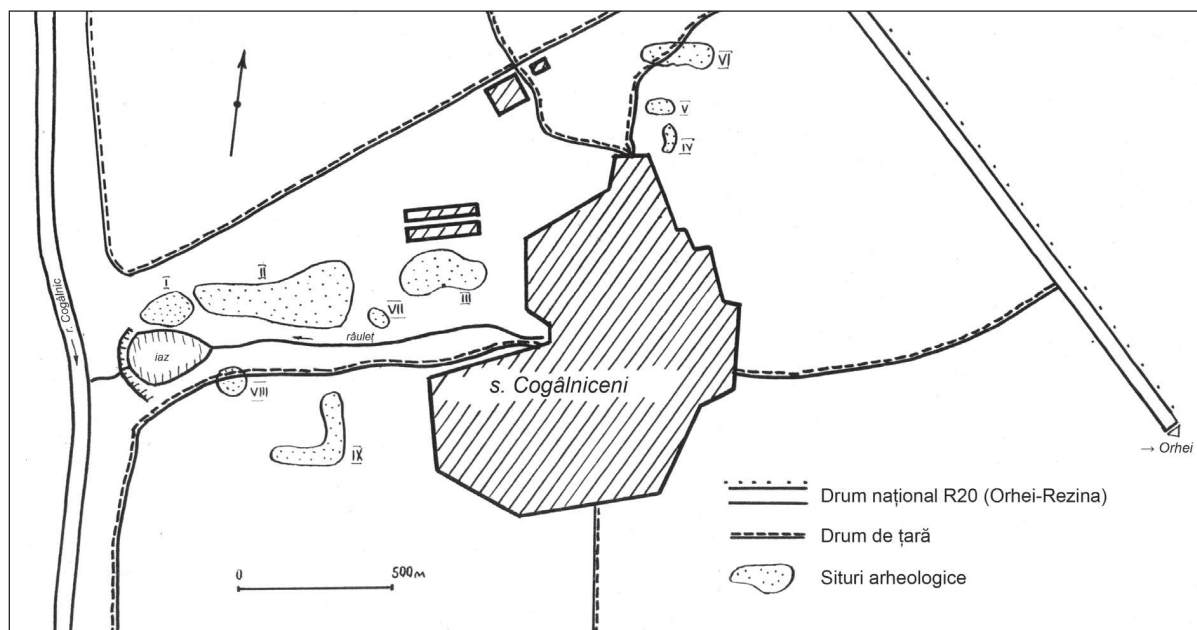 VI
V
IV
I
II
III
VII
r. Cogâlnic
râuleț
iaz
VIII
IX
s. Cogâlniceni
→ Orhei
Drum național R20 (Orhei-Rezina)
Drum de țară
Situri arheologice
0 500 м